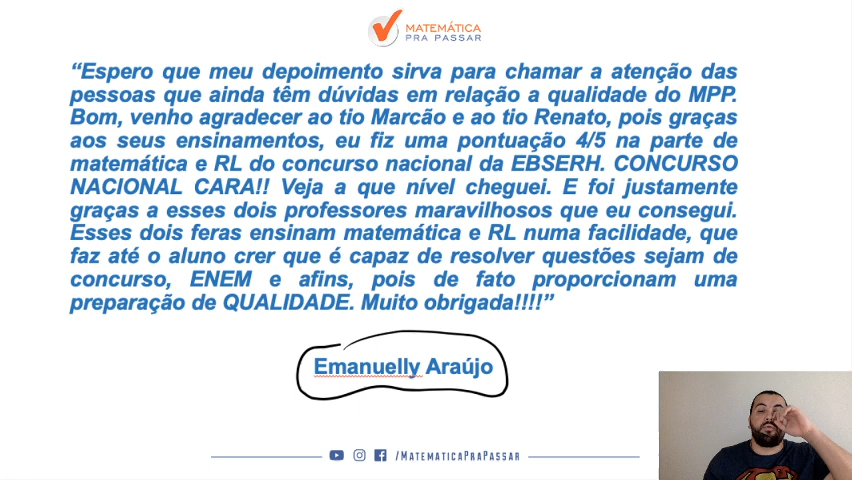 MATEMÁTICA
PRA PASSAR
“Espero que meu depoimento sirva para chamar a atenção das
pessoas que ainda têm dúvidas em relação a qualidade do MPP.
Bom, venho agradecer ao tio Marcão e ao tio Renato, pois graças
aos seus ensinamentos, eu fiz uma pontuação 4/5 na parte de
matemática e RL do concurso nacional da EBSERH. CONCURSO
NACIONAL CARA!! Veja a que nível cheguei. E foi justamente
graças a esses dois professores maravilhosos que eu consegui.
Esses dois feras ensinam matemática e RL numa facilidade, que
faz até o aluno crer que é capaz de resolver questões sejam de
concurso, ENEM e afins, pois de fato proporcionam uma
preparação de QUALIDADE. Muito obrigada!!!!”
Emanuelly Araújo
/MatematicaPraPassar